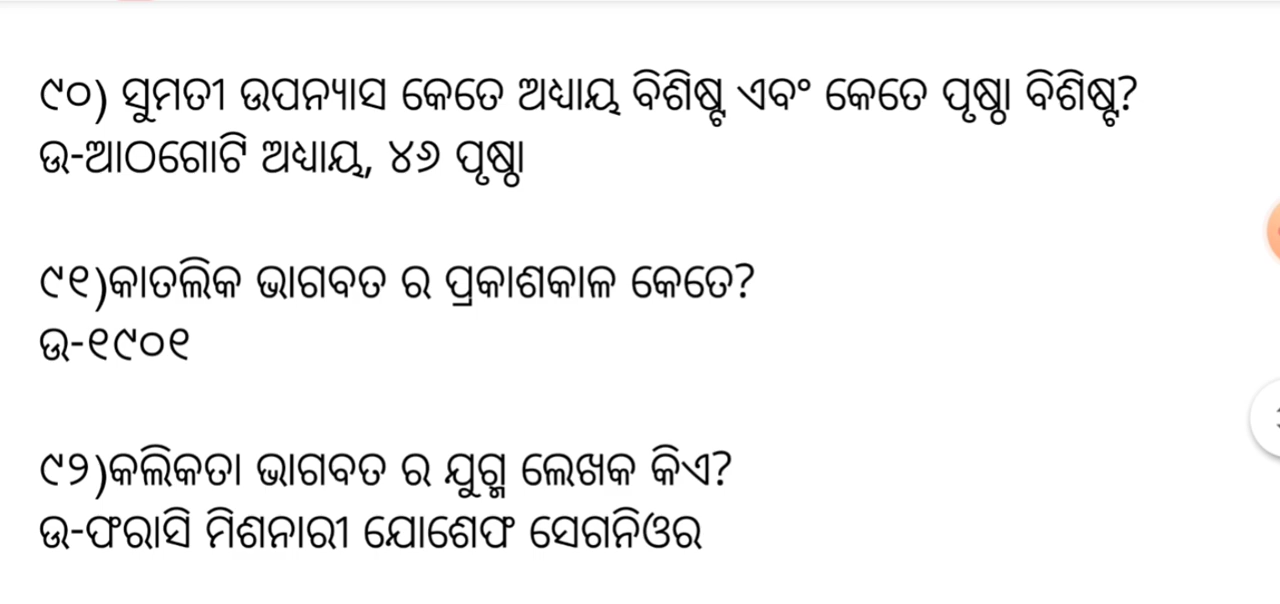 ୯୦) ସୁମତୀ ଉପନ୍ୟାସ କେତେ ଅଧ୍ୟାୟ ବିଶିଷ୍ଟ ଏବଂ କେତେ ପୃଷ୍ଠା ବିଶିଷ୍ଟ?
ଉ-ଆଠଗୋଟି ଅଧ୍ୟାୟ, ୪୬ ପୃଷ୍ଠା
୯୧)କାତଲିକ ଭାଗବତ ର ପ୍ରକାଶକାଳ କେତେ?
ଉ-୧୯୦୧
୯୨)କଲିକତା ଭାଗବତ ର ଯୁଗ୍ମ ଲେଖକ କିଏ?
ଉ-ଫରାସି ମିଶନାରୀ ଯୋଶେଫ ସେଗନିଓର